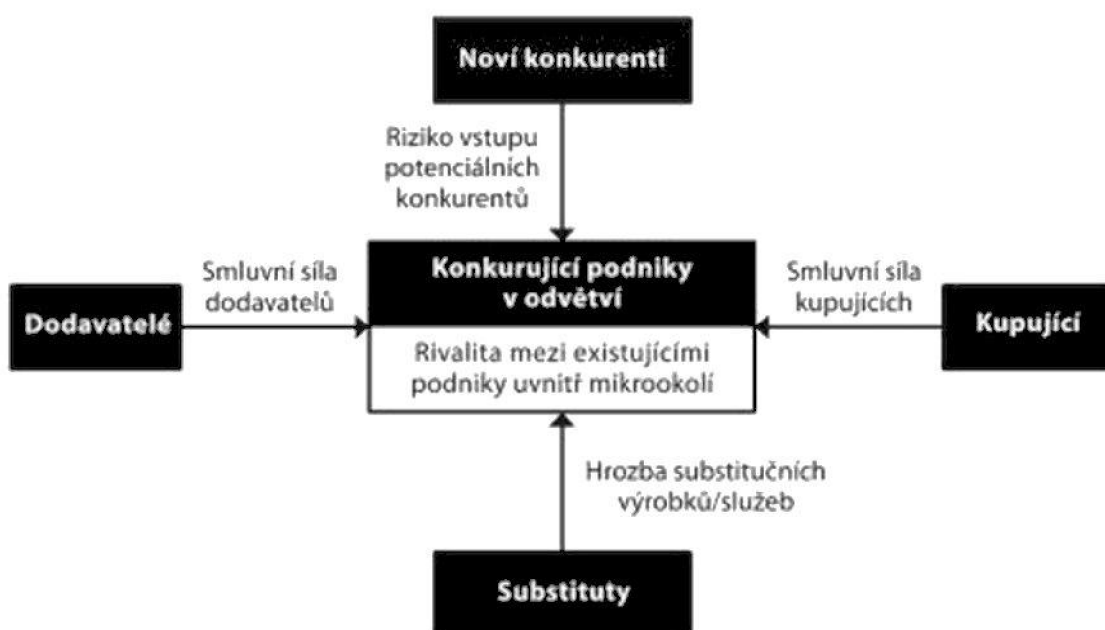 Noví konkurenti
Riziko vstupu
potenciálních
konkurentů
Smluvní síla
dodavatelů
Konkurující podniky
v odvětví
Smluvní síla
kupujících
Dodavatelé
Kupující
Rivalita mezi existujícími
podniky uvnitř mikrookolí
Hrozba substitučních
výrobků/služeb
Substituty